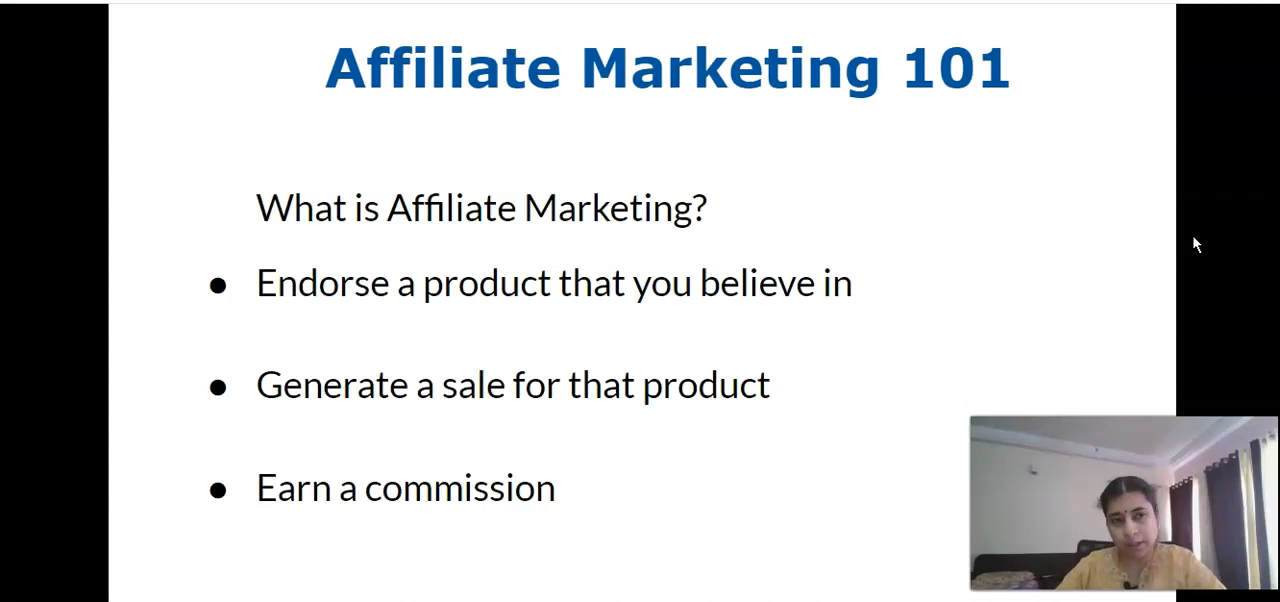 Affiliate Marketing 101
What is Affiliate Marketing?
● Endorse a product that you believe in
● Generate a sale for that product
● Earn a commission